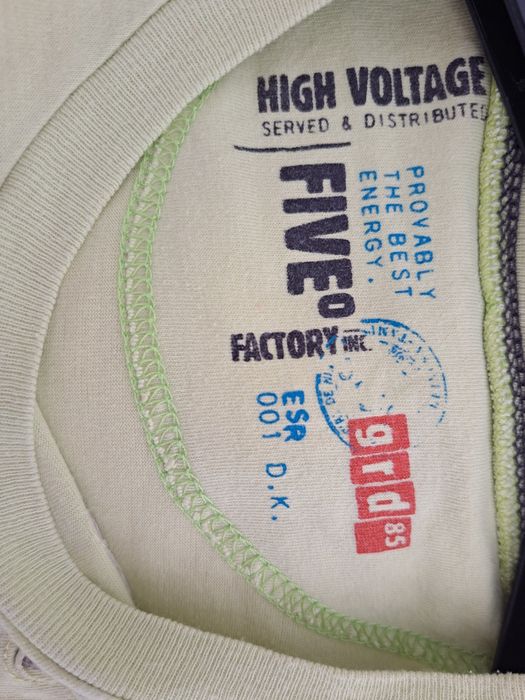 HIGH VOLTAGE
SERVED & DISTRIBUTED
FIVE°
PROVABLY
THE BEST
ENERGY.
FACTORY INC.
ESR
001 D.K.
grd 85